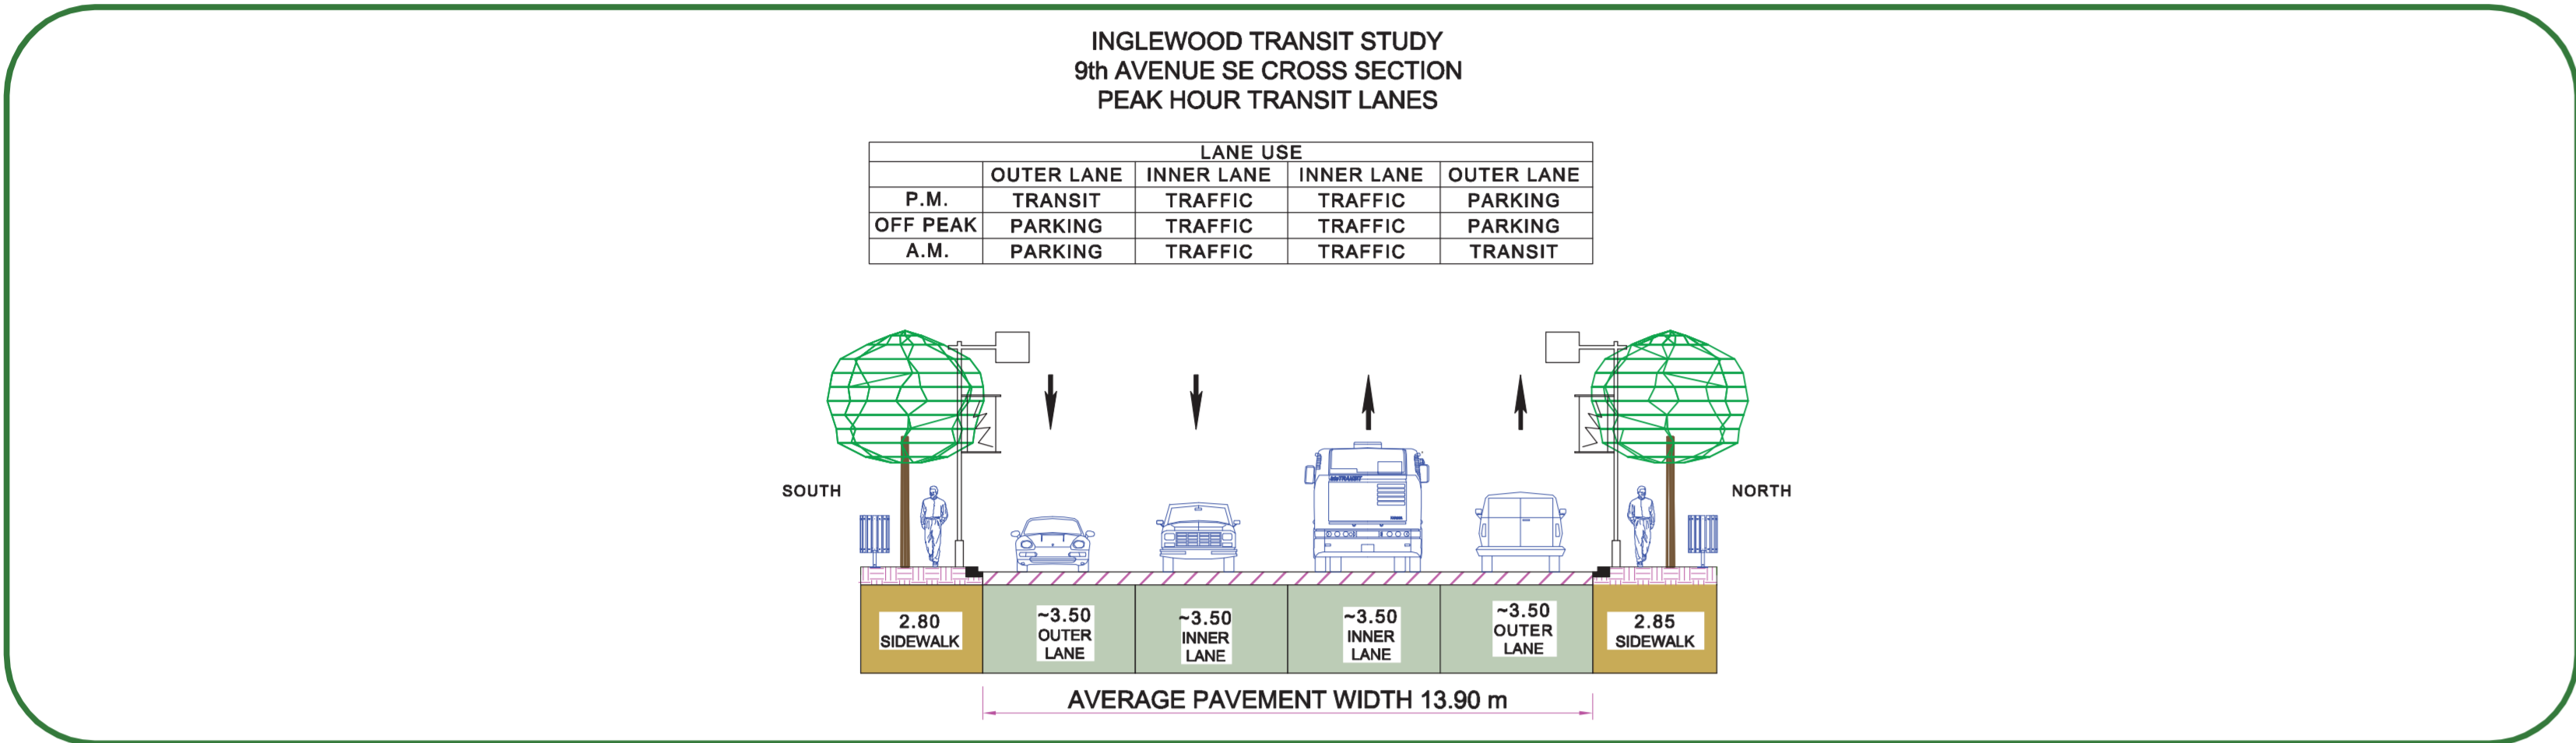 INGLEWOOD TRANSIT STUDY
9th AVENUE SE CROSS SECTION
PEAK HOUR TRANSIT LANES
LANE USE
OUTER LANE INNER LANE INNER LANE OUTER LANE
P.M. TRANSIT TRAFFIC TRAFFIC PARKING
OFF PEAK PARKING TRAFFIC TRAFFIC PARKING
A.M. PARKING TRAFFIC TRAFFIC TRANSIT
SOUTH
NORTH
2.80
SIDEWALK
~3.50
OUTER
LANE
~3.50
INNER
LANE
~3.50
INNER
LANE
~3.50
OUTER
LANE
2.85
SIDEWALK
AVERAGE PAVEMENT WIDTH 13.90 m